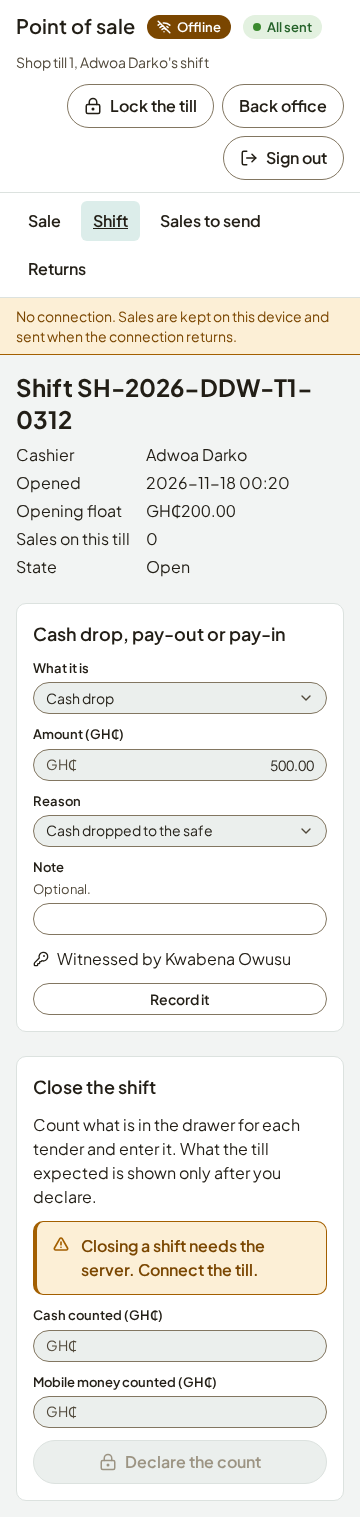 Point of sale
Offline
All sent
Shop till 1, Adwoa Darko's shift
Lock the till
Back office
Sign out
Sale
Shift
Sales to send
Returns
No connection. Sales are kept on this device and
sent when the connection returns.
Shift SH-2026-DDW-T1-
0312
Cashier Adwoa Darko
Opened 2026-11-18 00:20
Opening float GH₵200.00
Sales on this till 0
State Open
Cash drop, pay-out or pay-in
What it is
Cash drop
Amount (GH₵)
GH₵ 500.00
Reason
Cash dropped to the safe
Note
Optional.
Witnessed by Kwabena Owusu
Record it
Close the shift
Count what is in the drawer for each
tender and enter it. What the till
expected is shown only after you
declare.
Closing a shift needs the
server. Connect the till.
Cash counted (GH₵)
GH₵
Mobile money counted (GH₵)
GH₵
Declare the count